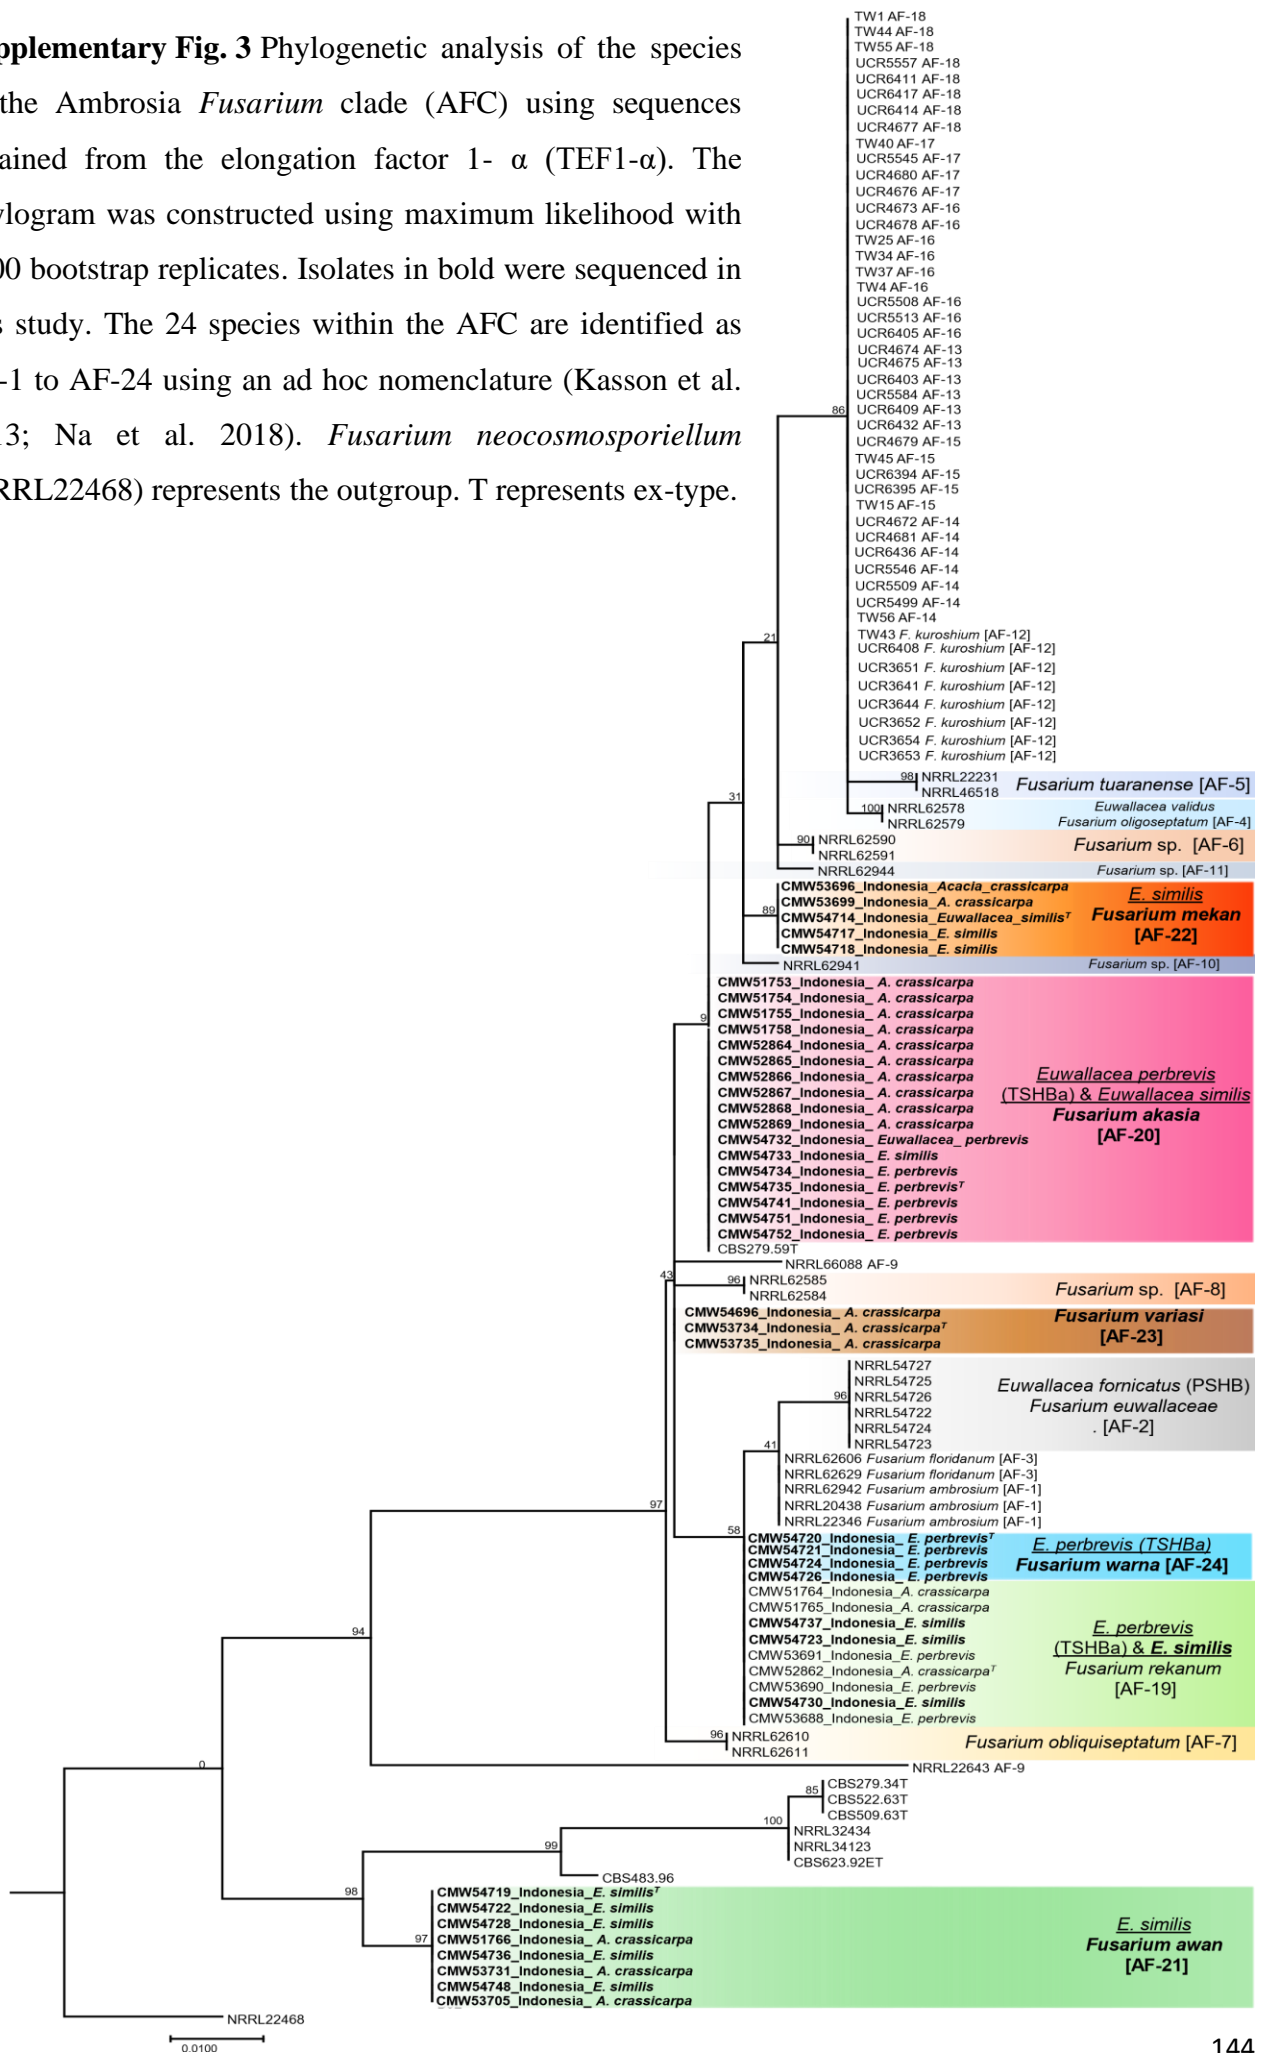 pplementary Fig. 3 Phylogenetic analysis of the species
the Ambrosia Fusarium clade (AFC) using sequences
tained from the elongation factor 1- α (TEF1-α). The
ylogram was constructed using maximum likelihood with
00 bootstrap replicates. Isolates in bold were sequenced in
s study. The 24 species within the AFC are identified as
-1 to AF-24 using an ad hoc nomenclature (Kasson et al.
13; Na et al. 2018). Fusarium neocosmosporiellum
RRL22468) represents the outgroup. T represents ex-type.
TW1 AF-18
TW44 AF-18
TW55 AF-18
UCR5557 AF-18
UCR6411 AF-18
UCR6417 AF-18
UCR6414 AF-18
UCR4677 AF-18
TW40 AF-17
UCR5545 AF-17
UCR4680 AF-17
UCR4676 AF-17
UCR4673 AF-16
UCR4678 AF-16
TW25 AF-16
TW34 AF-16
TW37 AF-16
TW4 AF-16
UCR5508 AF-16
UCR5513 AF-16
UCR6405 AF-16
UCR4674 AF-13
UCR4675 AF-13
UCR6403 AF-13
UCR5584 AF-13
86
UCR6409 AF-13
UCR6432 AF-13
UCR4679 AF-15
TW45 AF-15
UCR6394 AF-15
UCR6395 AF-15
TW15 AF-15
UCR4672 AF-14
UCR4681 AF-14
UCR6436 AF-14
UCR5546 AF-14
UCR5509 AF-14
UCR5499 AF-14
TW56 AF-14
21
TW43 F. kuroshium [AF-12]
UCR6408 F. kuroshium [AF-12]
UCR3651 F. kuroshium [AF-12]
UCR3641 F. kuroshium [AF-12]
UCR3644 F. kuroshium [AF-12]
UCR3652 F. kuroshium [AF-12]
UCR3654 F. kuroshium [AF-12]
UCR3653 F. kuroshium [AF-12]
98
NRRL22231
NRRL46518
Fusarium tuaranense [AF-5]
31
100
NRRL62578
NRRL62579
Euwallacea validus
Fusarium oligoseptatum [AF-4]
90
NRRL62590
NRRL62591
Fusarium sp. [AF-6]
NRRL62944
Fusarium sp. [AF-11]
89
CMW53696_Indonesia_Acacia_crassicarpa
CMW53699_Indonesia_A. crassicarpa
CMW54714_Indonesia_Euwallacea_similisT
CMW54717_Indonesia_E. similis
CMW54718_Indonesia_E. similis
E. similis
Fusarium mekan
[AF-22]
NRRL62941
Fusarium sp. [AF-10]
9
CMW51753_Indonesia_ A. crassicarpa
CMW51754_Indonesia_ A. crassicarpa
CMW51755_Indonesia_ A. crassicarpa
CMW51758_Indonesia_ A. crassicarpa
CMW52864_Indonesia_ A. crassicarpa
CMW52865_Indonesia_ A. crassicarpa
CMW52866_Indonesia_ A. crassicarpa
CMW52867_Indonesia_ A. crassicarpa
CMW52868_Indonesia_ A. crassicarpa
CMW52869_Indonesia_ A. crassicarpa
CMW54732_Indonesia_ Euwallacea_ perbrevis
CMW54733_Indonesia_ E. similis
CMW54734_Indonesia_ E. perbrevis
CMW54735_Indonesia_ E. perbrevisT
CMW54741_Indonesia_ E. perbrevis
CMW54751_Indonesia_ E. perbrevis
CMW54752_Indonesia_ E. perbrevis
Euwallacea perbrevis
(TSHBa) & Euwallacea similis
Fusarium akasia
[AF-20]
CBS279.59T
NRRL66088 AF-9
43
96
NRRL62585
NRRL62584
Fusarium sp. [AF-8]
CMW54696_Indonesia_ A. crassicarpa
CMW53734_Indonesia_ A. crassicarpaT
CMW53735_Indonesia_ A. crassicarpa
Fusarium variasi
[AF-23]
96
NRRL54727
NRRL54725
NRRL54726
NRRL54722
NRRL54724
NRRL54723
Euwallacea fornicatus (PSHB)
Fusarium euwallaceae
. [AF-2]
41
NRRL62606 Fusarium floridanum [AF-3]
NRRL62629 Fusarium floridanum [AF-3]
NRRL62942 Fusarium ambrosium [AF-1]
NRRL20438 Fusarium ambrosium [AF-1]
NRRL22346 Fusarium ambrosium [AF-1]
97
58
CMW54720_Indonesia_ E. perbrevisT
CMW54721_Indonesia_ E. perbrevis
CMW54724_Indonesia_ E. perbrevis
CMW54726_Indonesia_ E. perbrevis
E. perbrevis (TSHBa)
Fusarium warna [AF-24]
CMW51764_Indonesia_A. crassicarpa
CMW51765_Indonesia_A. crassicarpa
CMW54737_Indonesia_E. similis
CMW54723_Indonesia_E. similis
CMW53691_Indonesia_E. perbrevis
CMW52862_Indonesia_A. crassicarpaT
CMW53690_Indonesia_E. perbrevis
CMW54730_Indonesia_E. similis
CMW53688_Indonesia_E. perbrevis
E. perbrevis
(TSHBa) & E. similis
Fusarium rekanum
[AF-19]
94
96
NRRL62610
NRRL62611
Fusarium obliquiseptatum [AF-7]
0
NRRL22643 AF-9
85
CBS279.34T
CBS522.63T
CBS509.63T
100
NRRL32434
NRRL34123
CBS623.92ET
99
CBS483.96
98
97
CMW54719_Indonesia_E. similisT
CMW54722_Indonesia_E. similis
CMW54728_Indonesia_E. similis
CMW51766_Indonesia_ A. crassicarpa
CMW54736_Indonesia_E. similis
CMW53731_Indonesia_ A. crassicarpa
CMW54748_Indonesia_E. similis
CMW53705_Indonesia_ A. crassicarpa
E. similis
Fusarium awan
[AF-21]
NRRL22468
0.0100
144